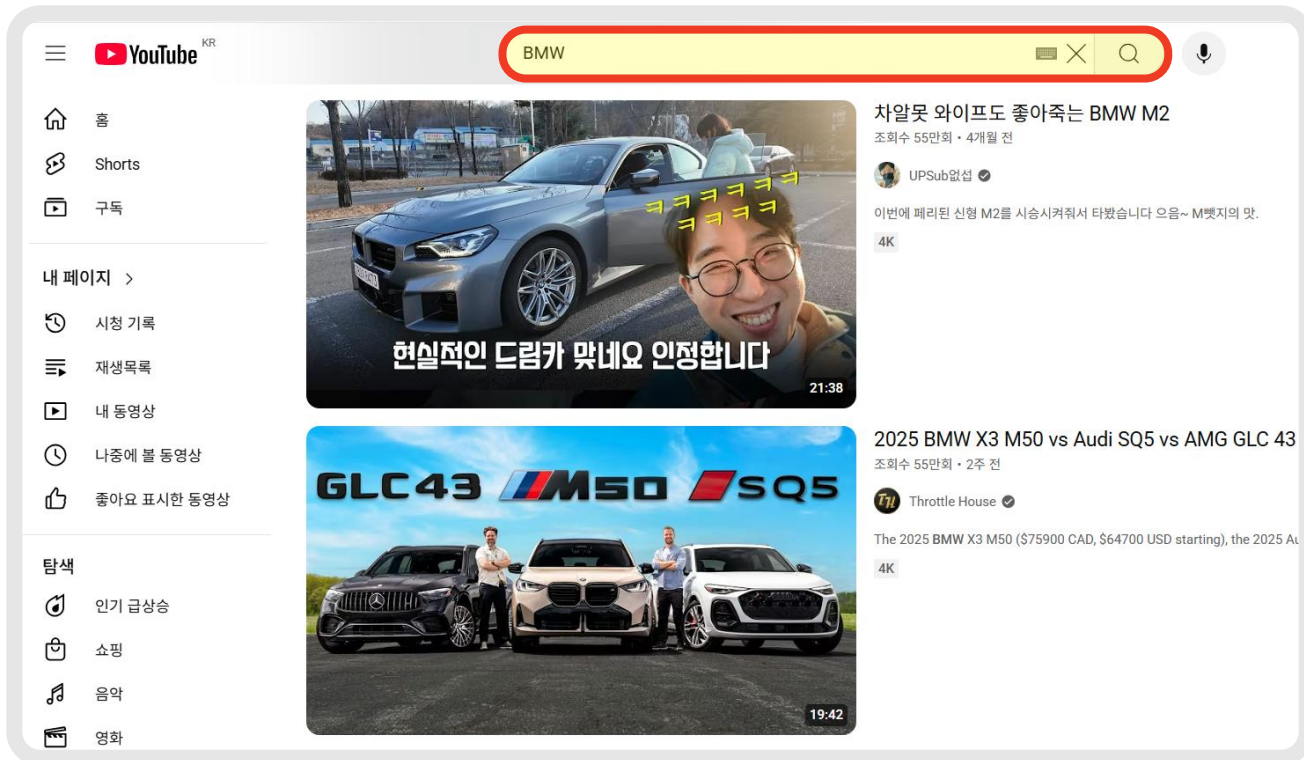 YouTube KR
BMW
홈
Shorts
구독
내 페이지
시청 기록
재생목록
내 동영상
나중에 볼 동영상
좋아요 표시한 동영상
탐색
인기 급상승
쇼핑
음악
영화
ㅋㅋㅋㅋㅋㅋ
ㅋㅋㅋㅋ
현실적인 드림카 맞네요 인정합니다
21:38
차알못 와이프도 좋아죽는 BMW M2
조회수 55만회 • 4개월 전
UPSub없섭
이번에 페리된 신형 M2를 시승시켜줘서 타봤습니다 으음~ M뺏지의 맛.
4K
GLC43 M50 SQ5
19:42
2025 BMW X3 M50 vs Audi SQ5 vs AMG GLC 43
조회수 55만회 • 2주 전
TH Throttle House
The 2025 BMW X3 M50 ($75900 CAD, $64700 USD starting), the 2025 Au
4K